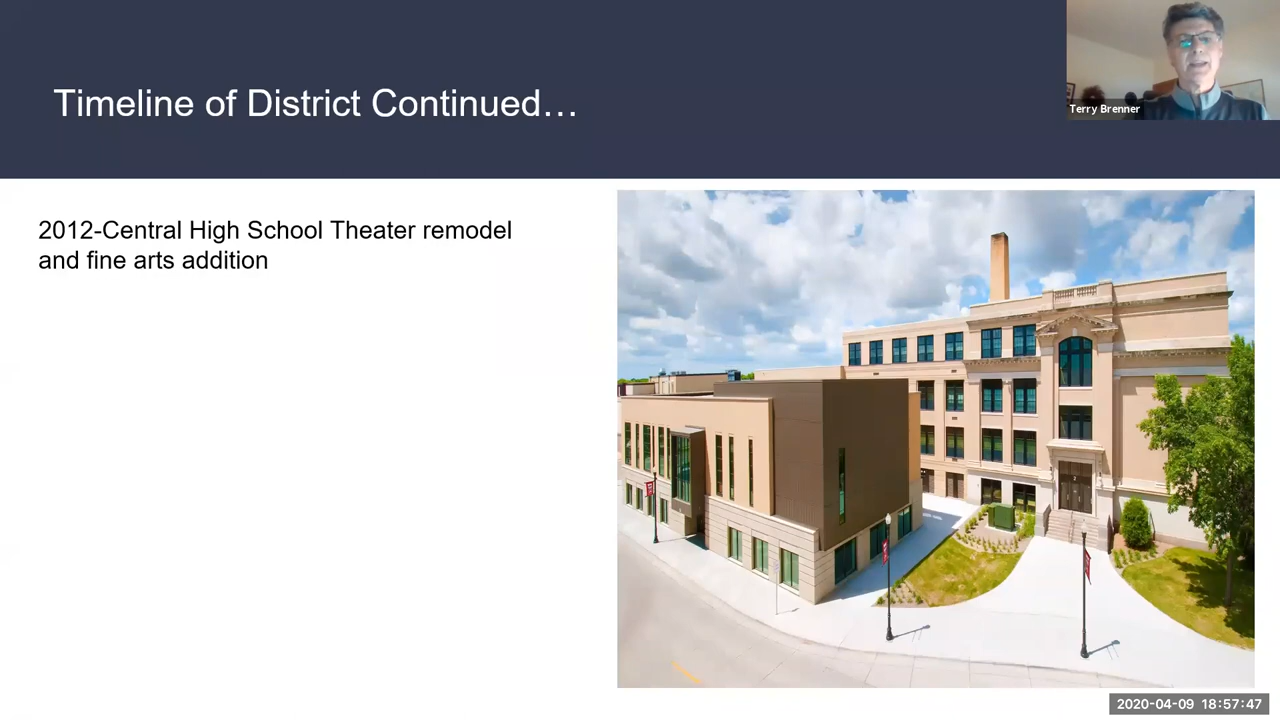 Timeline of District Continued…
Terry Brenner
2012-Central High School Theater remodel
and fine arts addition
2020-04-09 18:57:47